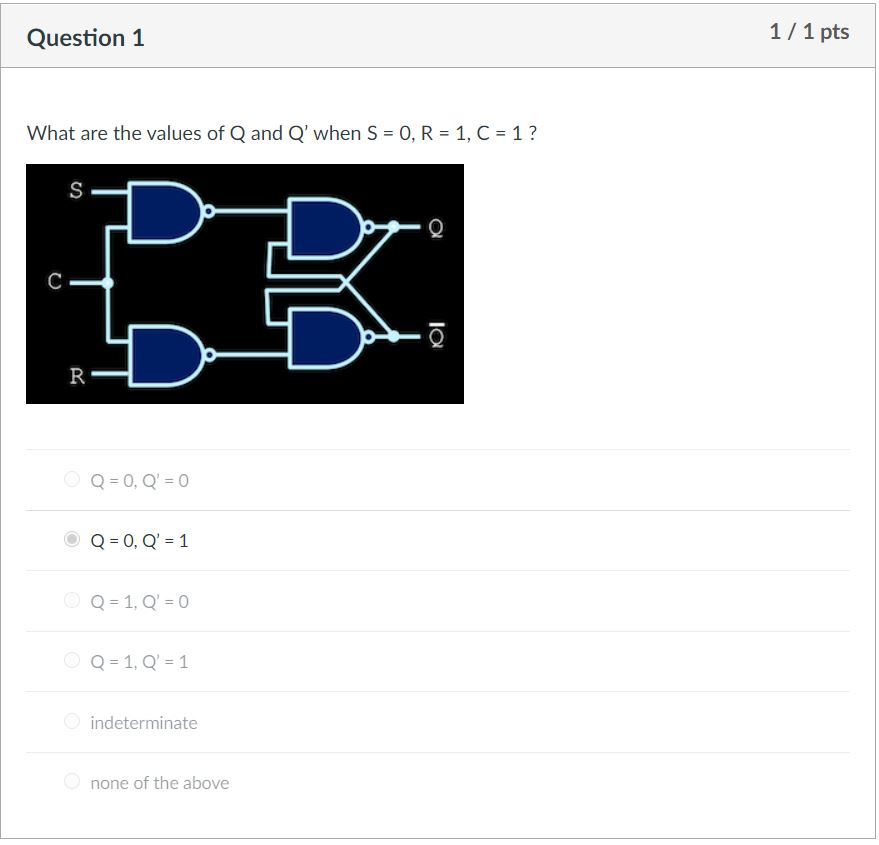 Question 1
1 / 1 pts
What are the values of Q and Q’ when S = 0, R = 1, C = 1 ?
S
Q
C
Q̅
R
Q = 0, Q’ = 0
Q = 0, Q’ = 1
Q = 1, Q’ = 0
Q = 1, Q’ = 1
indeterminate
none of the above